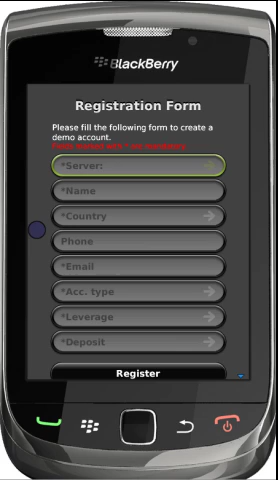 BlackBerry
Registration Form
Please fill the following form to create a
demo account.
*Server:
*Name
*Country
Phone
*Email
*Acc. type
*Leverage
*Deposit
Register